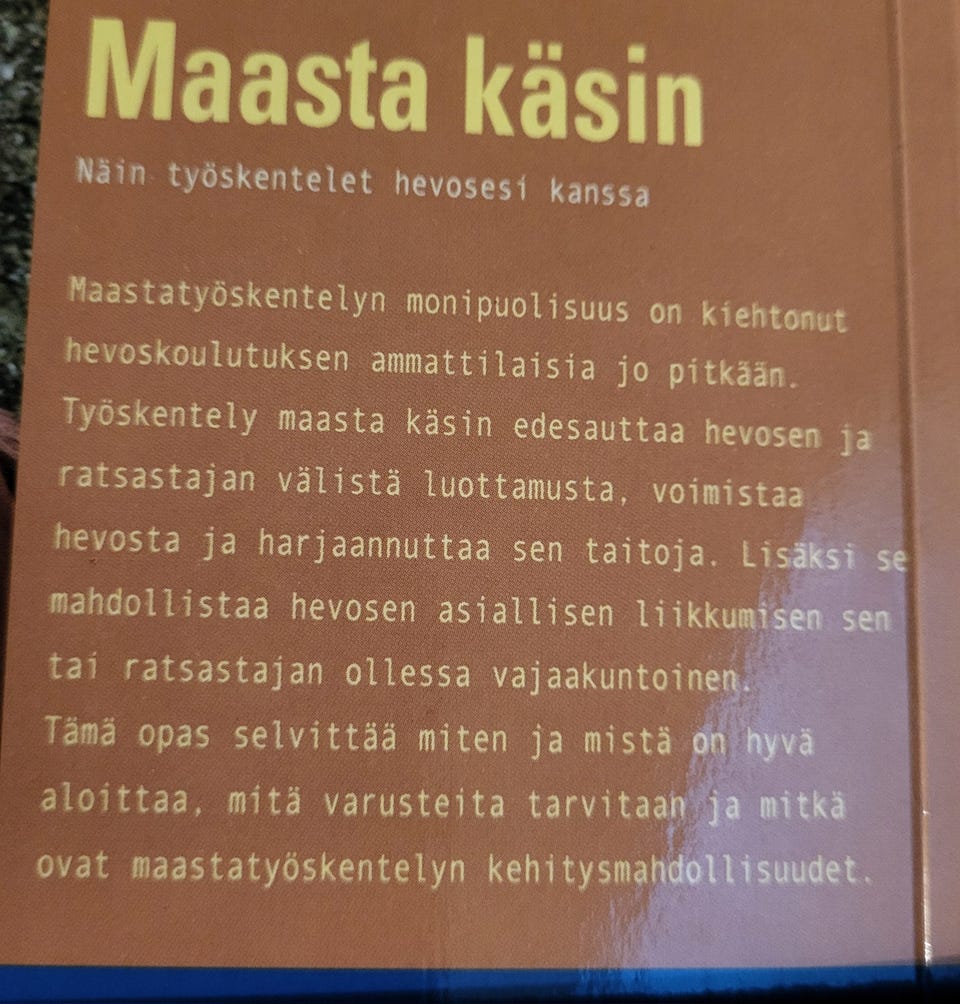 Maasta käsin
Näin työskentelet hevosesi kanssa
Maastatyöskentelyn monipuolisuus on kiehtonut
hevoskoulutuksen ammattilaisia jo pitkään.
Työskentely maasta käsin edesauttaa hevosen ja
ratsastajan välistä luottamusta, voimistaa
hevosta ja harjaannuttaa sen taitoja. Lisäksi se
mahdollistaa hevosen asiallisen liikkumisen sen
tai ratsastajan ollessa vajaakuntoinen.
Tämä opas selvittää miten ja mistä on hyvä
aloittaa, mitä varusteita tarvitaan ja mitkä
ovat maastatyöskentelyn kehitysmahdollisuudet.